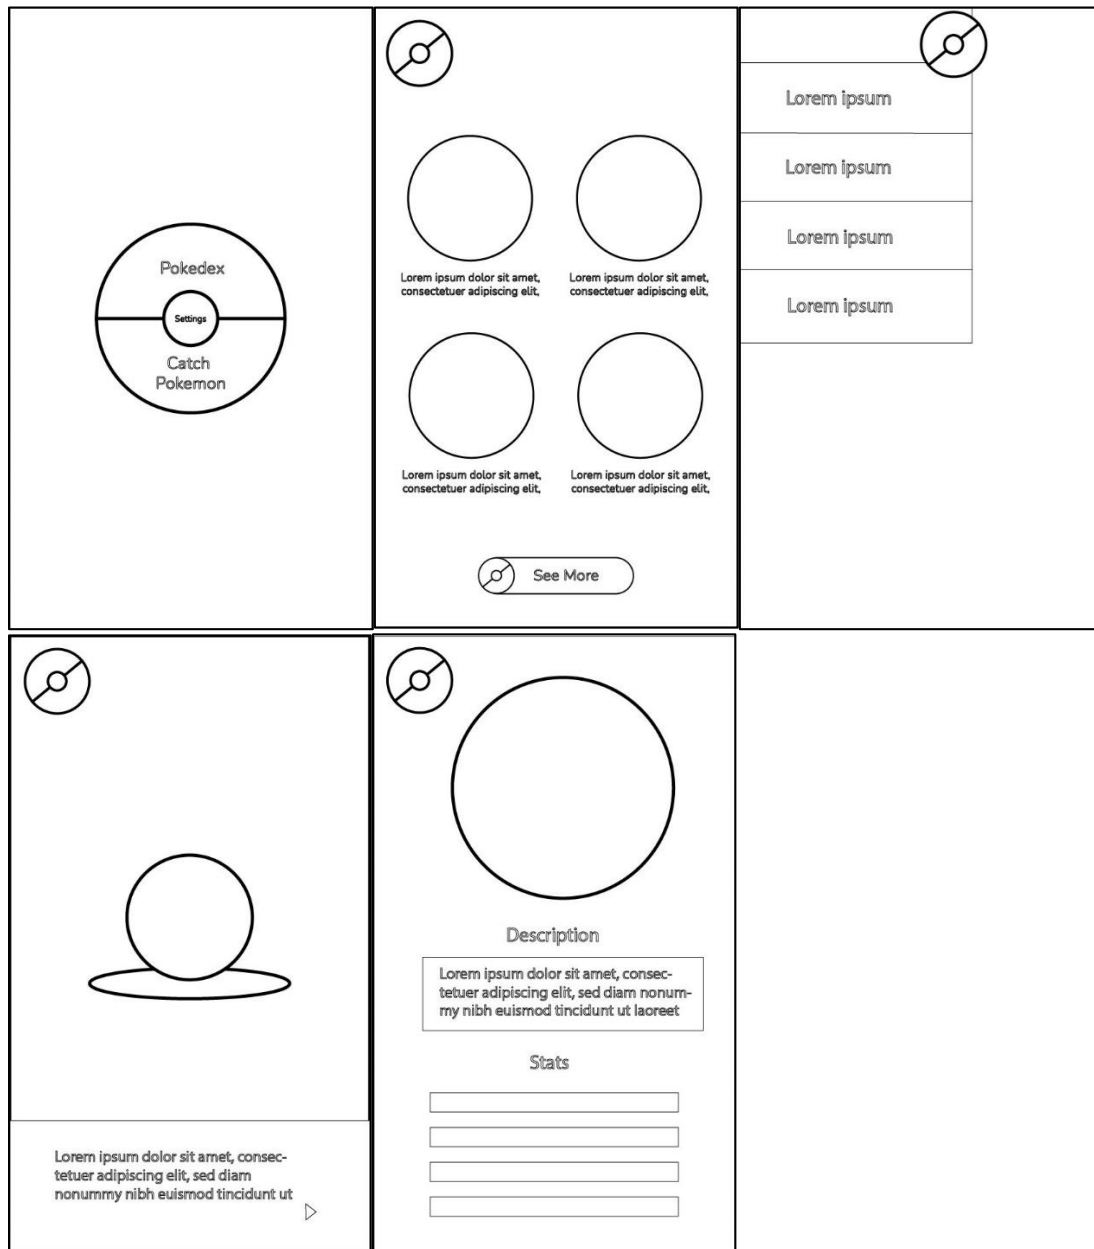 Pokedex
Settings
Catch
Pokemon
Lorem ipsum dolor sit amet,
consectetuer adipiscing elit,
Lorem ipsum dolor sit amet,
consectetuer adipiscing elit,
Lorem ipsum dolor sit amet,
consectetuer adipiscing elit,
Lorem ipsum dolor sit amet,
consectetuer adipiscing elit,
See More
Lorem ipsum
Lorem ipsum
Lorem ipsum
Lorem ipsum
Lorem ipsum dolor sit amet, consec-
tetuer adipiscing elit, sed diam
nonummy nibh euismod tincidunt ut
Description
Lorem ipsum dolor sit amet, consec-
tetuer adipiscing elit, sed diam nonum-
my nibh euismod tincidunt ut laoreet
Stats